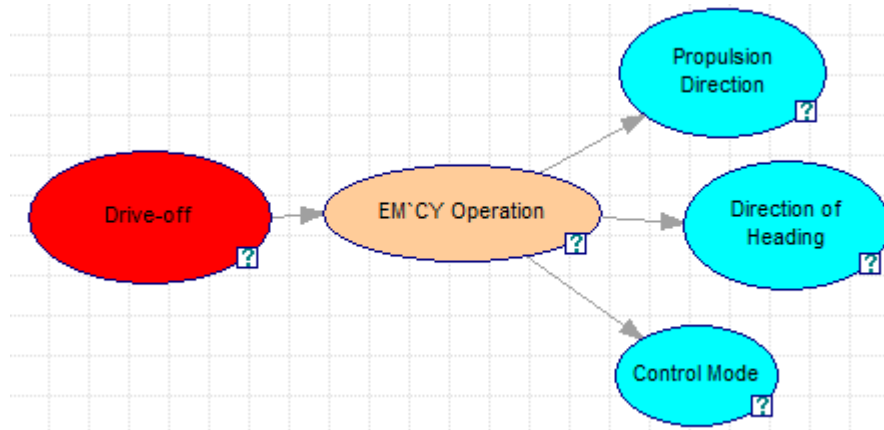 Propulsion
Direction
?
Drive-off
?
EM`CY Operation
?
Direction of
Heading
?
Control Mode
?